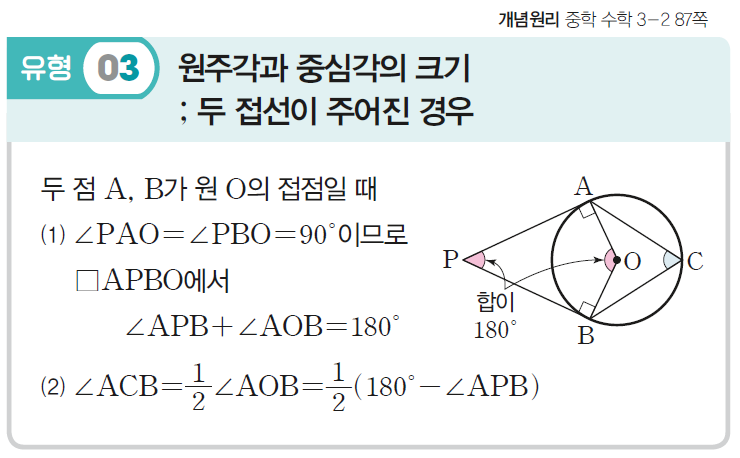 개념원리 중학 수학 3-2 87쪽
유형 03 원주각과 중심각의 크기
; 두 접선이 주어진 경우
두 점 A, B가 원 O의 접점일 때
(1) ∠PAO=∠PBO=90°이므로
□APBO에서
∠APB+∠AOB=180°
(2) ∠ACB=1/2∠AOB=1/2(180°-∠APB)
A
P
O
C
합이
180°
B